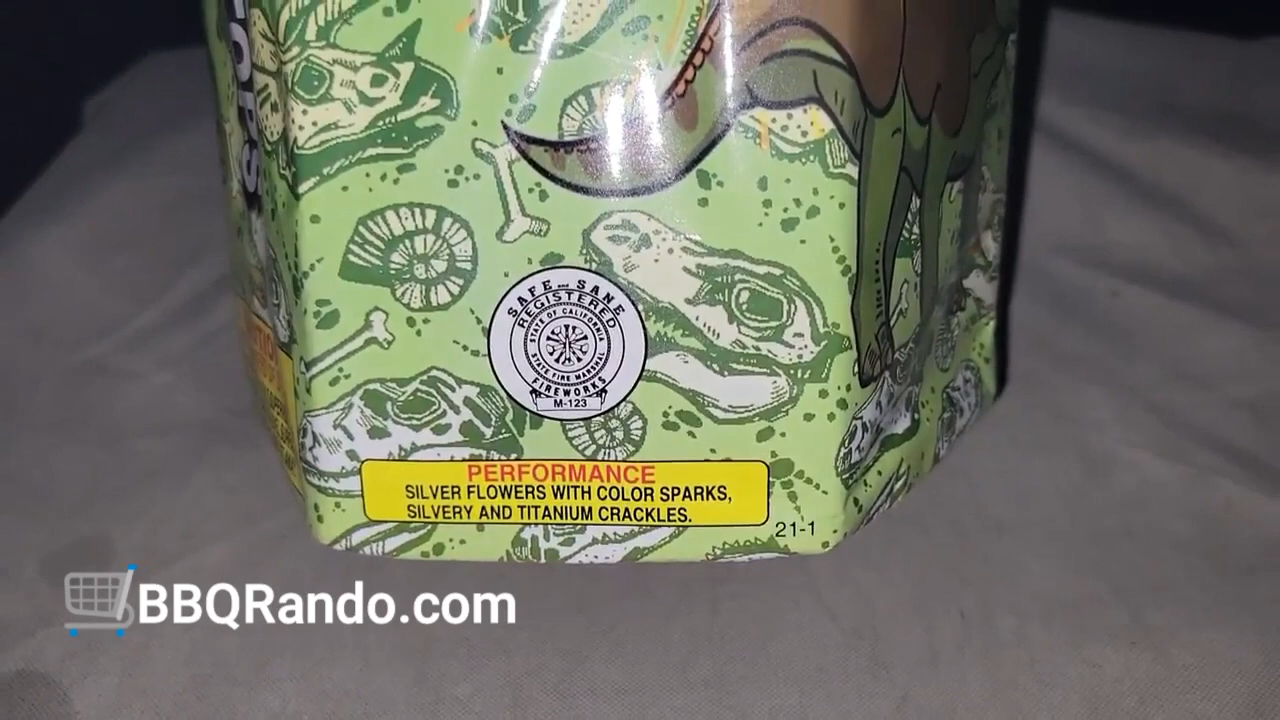 OPS
SAFE and SANE
REGISTERED
STATE OF CALIFORNIA
STATE FIRE MARSHAL
FIREWORKS
M-123
PERFORMANCE
SILVER FLOWERS WITH COLOR SPARKS,
SILVERY AND TITANIUM CRACKLES.
21-1
BBQRando.com